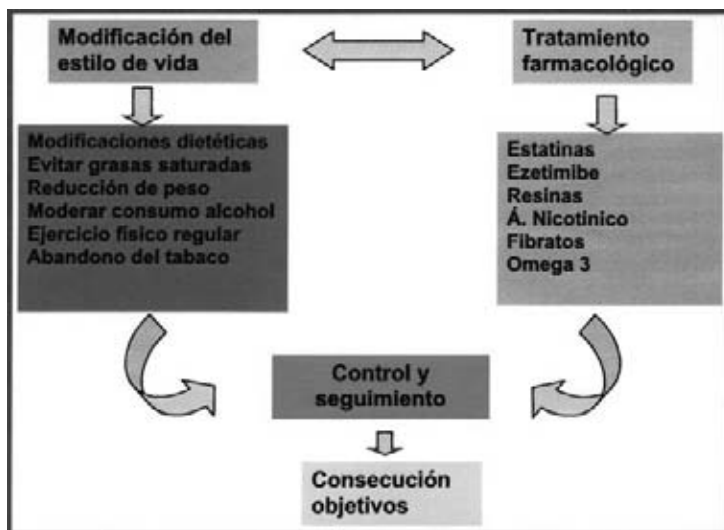 Modificación del
estilo de vida
Tratamiento
farmacológico
Modificaciones dietéticas
Evitar grasas saturadas
Reducción de peso
Moderar consumo alcohol
Ejercicio físico regular
Abandono del tabaco
Estatinas
Ezetimibe
Resinas
Á. Nicotinico
Fibratos
Omega 3
Control y
seguimiento
Consecución
objetivos